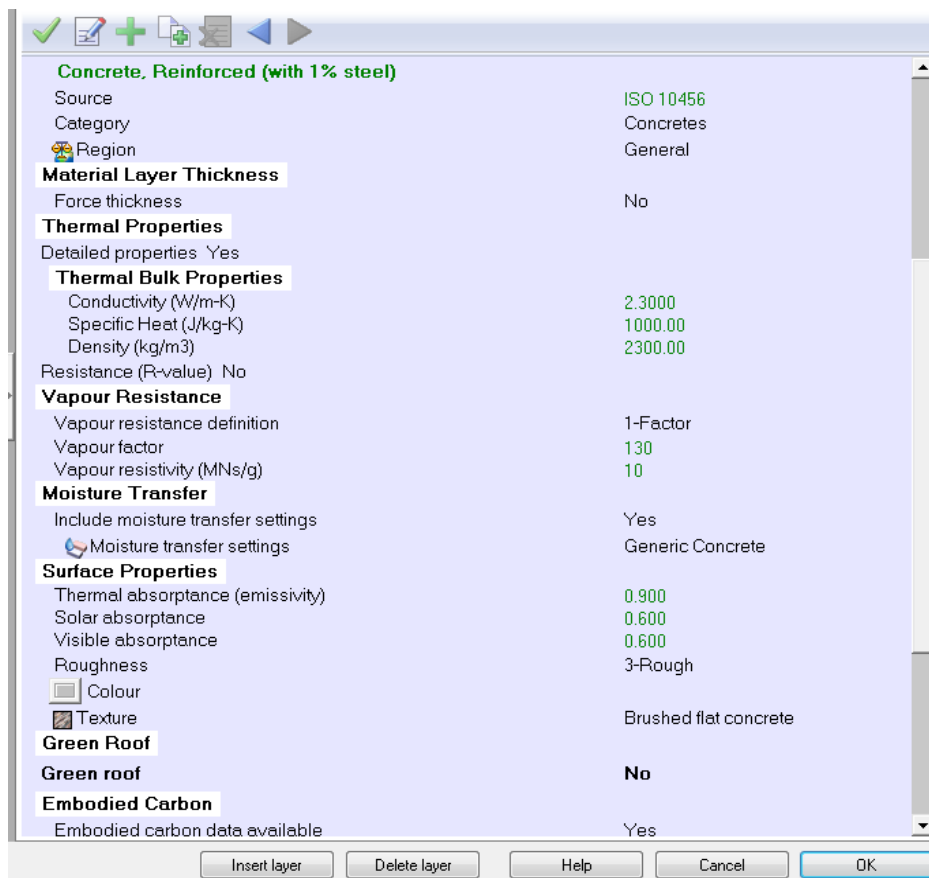 Concrete, Reinforced (with 1% steel)
Source ISO 10456
Category Concretes
Region General
Material Layer Thickness
Force thickness No
Thermal Properties
Detailed properties Yes
Thermal Bulk Properties
Conductivity (W/m-K) 2.3000
Specific Heat (J/kg-K) 1000.00
Density (kg/m3) 2300.00
Resistance (R-value) No
Vapour Resistance
Vapour resistance definition 1-Factor
Vapour factor 130
Vapour resistivity (MNs/g) 10
Moisture Transfer
Include moisture transfer settings Yes
Moisture transfer settings Generic Concrete
Surface Properties
Thermal absorptance (emissivity) 0.900
Solar absorptance 0.600
Visible absorptance 0.600
Roughness 3-Rough
Colour
Texture Brushed flat concrete
Green Roof
Green roof No
Embodied Carbon
Embodied carbon data available Yes
Insert layer Delete layer Help Cancel OK